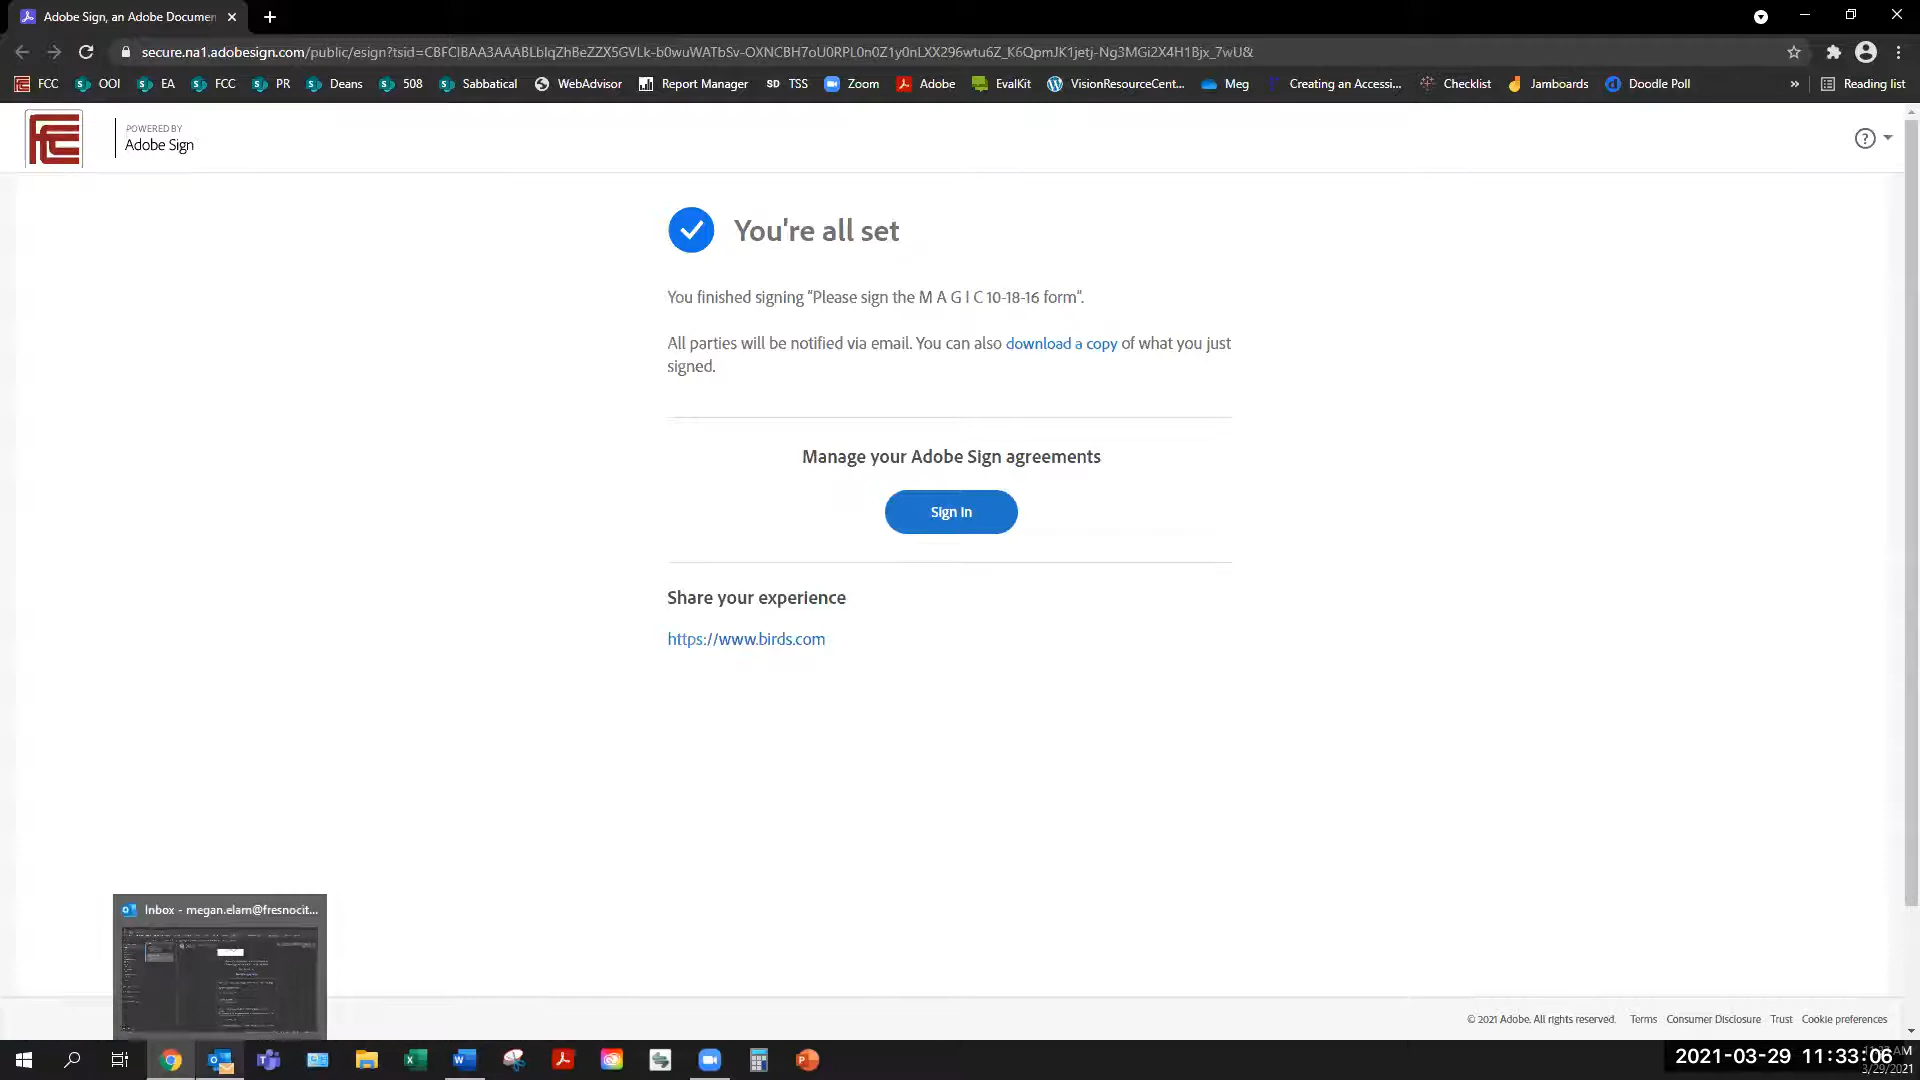 Adobe Sign, an Adobe Documen
secure.na1.adobesign.com/public/esign?tsid=CBFCIBAA3AAABLblqZhBeZZX5GVLk-b0wuWATbSv-OXNCBH7oU0RPL0n0Z1y0nLXX296wtu6Z_K6QpmJK1jetj-Ng3MGi2X4H1Bjx_7wU&
FCC OOI EA FCC PR Deans 508 Sabbatical WebAdvisor Report Manager SD TSS Zoom Adobe EvalKit VisionResourceCent... Meg Creating an Accessi... Checklist Jamboards Doodle Poll » Reading list
POWERED BY
Adobe Sign
You're all set
You finished signing "Please sign the M A G I C 10-18-16 form".
All parties will be notified via email. You can also download a copy of what you just
signed.
Manage your Adobe Sign agreements
Sign In
Share your experience
https://www.birds.com
Inbox - megan.elam@fresnocit...
© 2021 Adobe. All rights reserved. Terms Consumer Disclosure Trust Cookie preferences
2021-03-29 11:33:06
3/29/2021